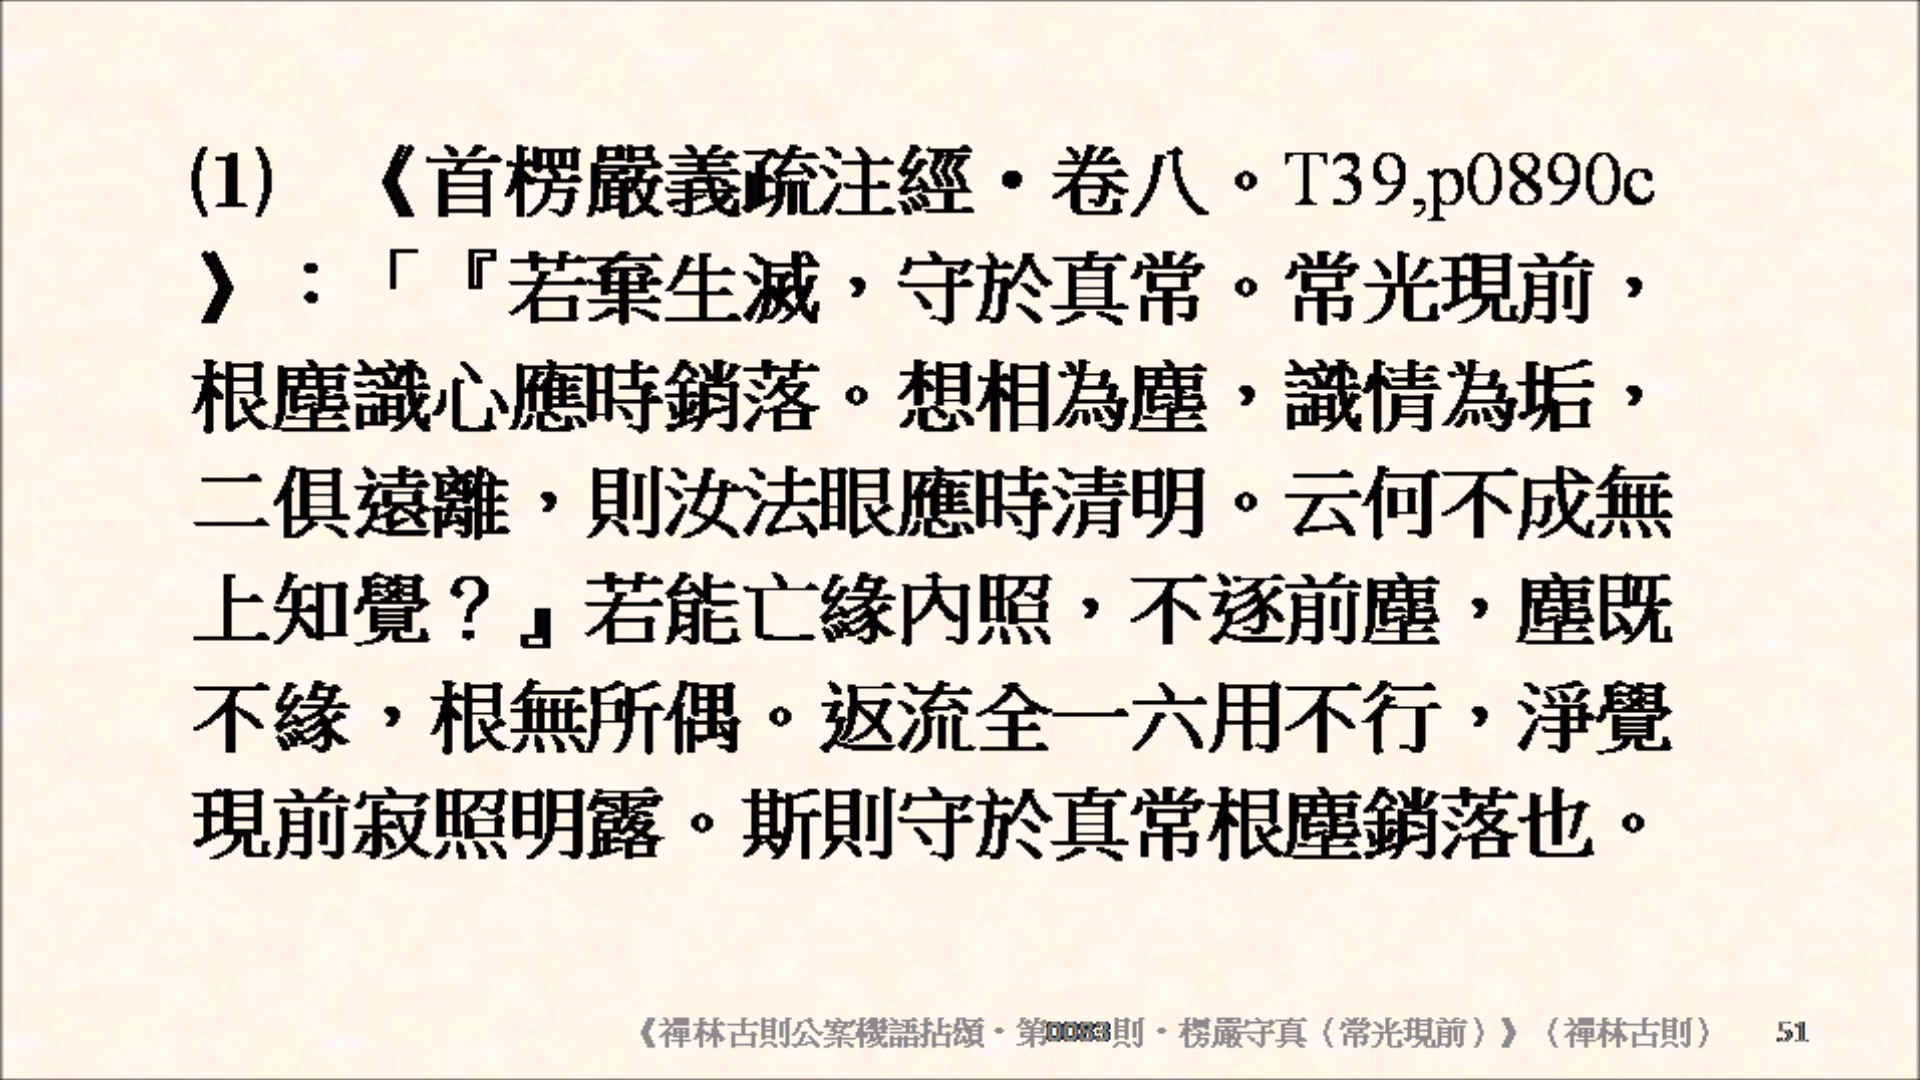 (1)　《首楞嚴義疏注經•卷八。T39,p0890c
》：「『若棄生滅，守於真常。常光現前，
根塵識心應時銷落。想相為塵，識情為垢，
二俱遠離，則汝法眼應時清明。云何不成無
上知覺？』若能亡緣內照，不逐前塵，塵既
不緣，根無所偶。返流全一六用不行，淨覺
現前寂照明露。斯則守於真常根塵銷落也。
《禪林古則公案機語拈頌•第0083則•楞嚴守真（常光現前）》（禪林古則） 51